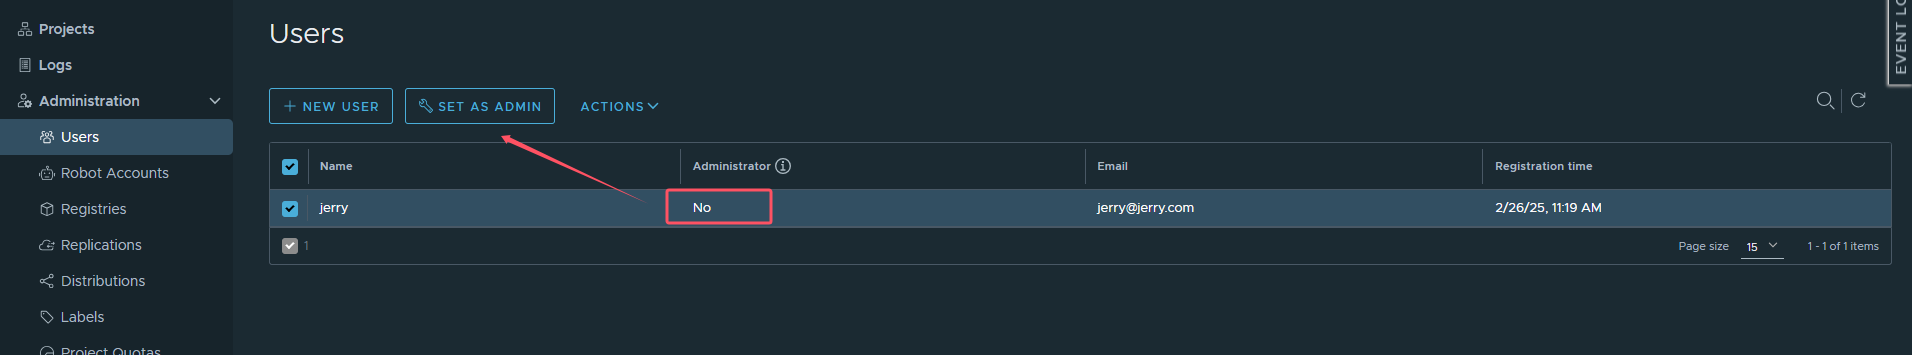 Projects
Logs
Administration
Users
Robot Accounts
Registries
Replications
Distributions
Labels
Project Quotas
Users
NEW USER
SET AS ADMIN
ACTIONS
Name
Administrator
Email
Registration time
jerry
No
jerry@jerry.com
2/26/25, 11:19 AM
1
Page size
15
1 - 1 of 1 items
EVENT